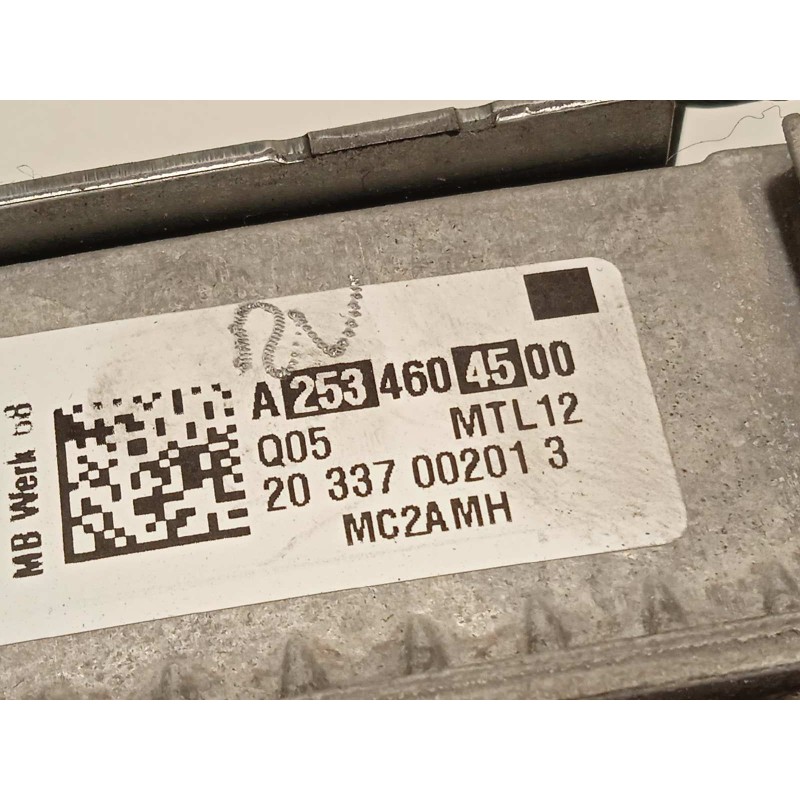 MB Werk 68
A 253 460 45 00
Q05 MTL12
20 337 00201 3
MC2AMH